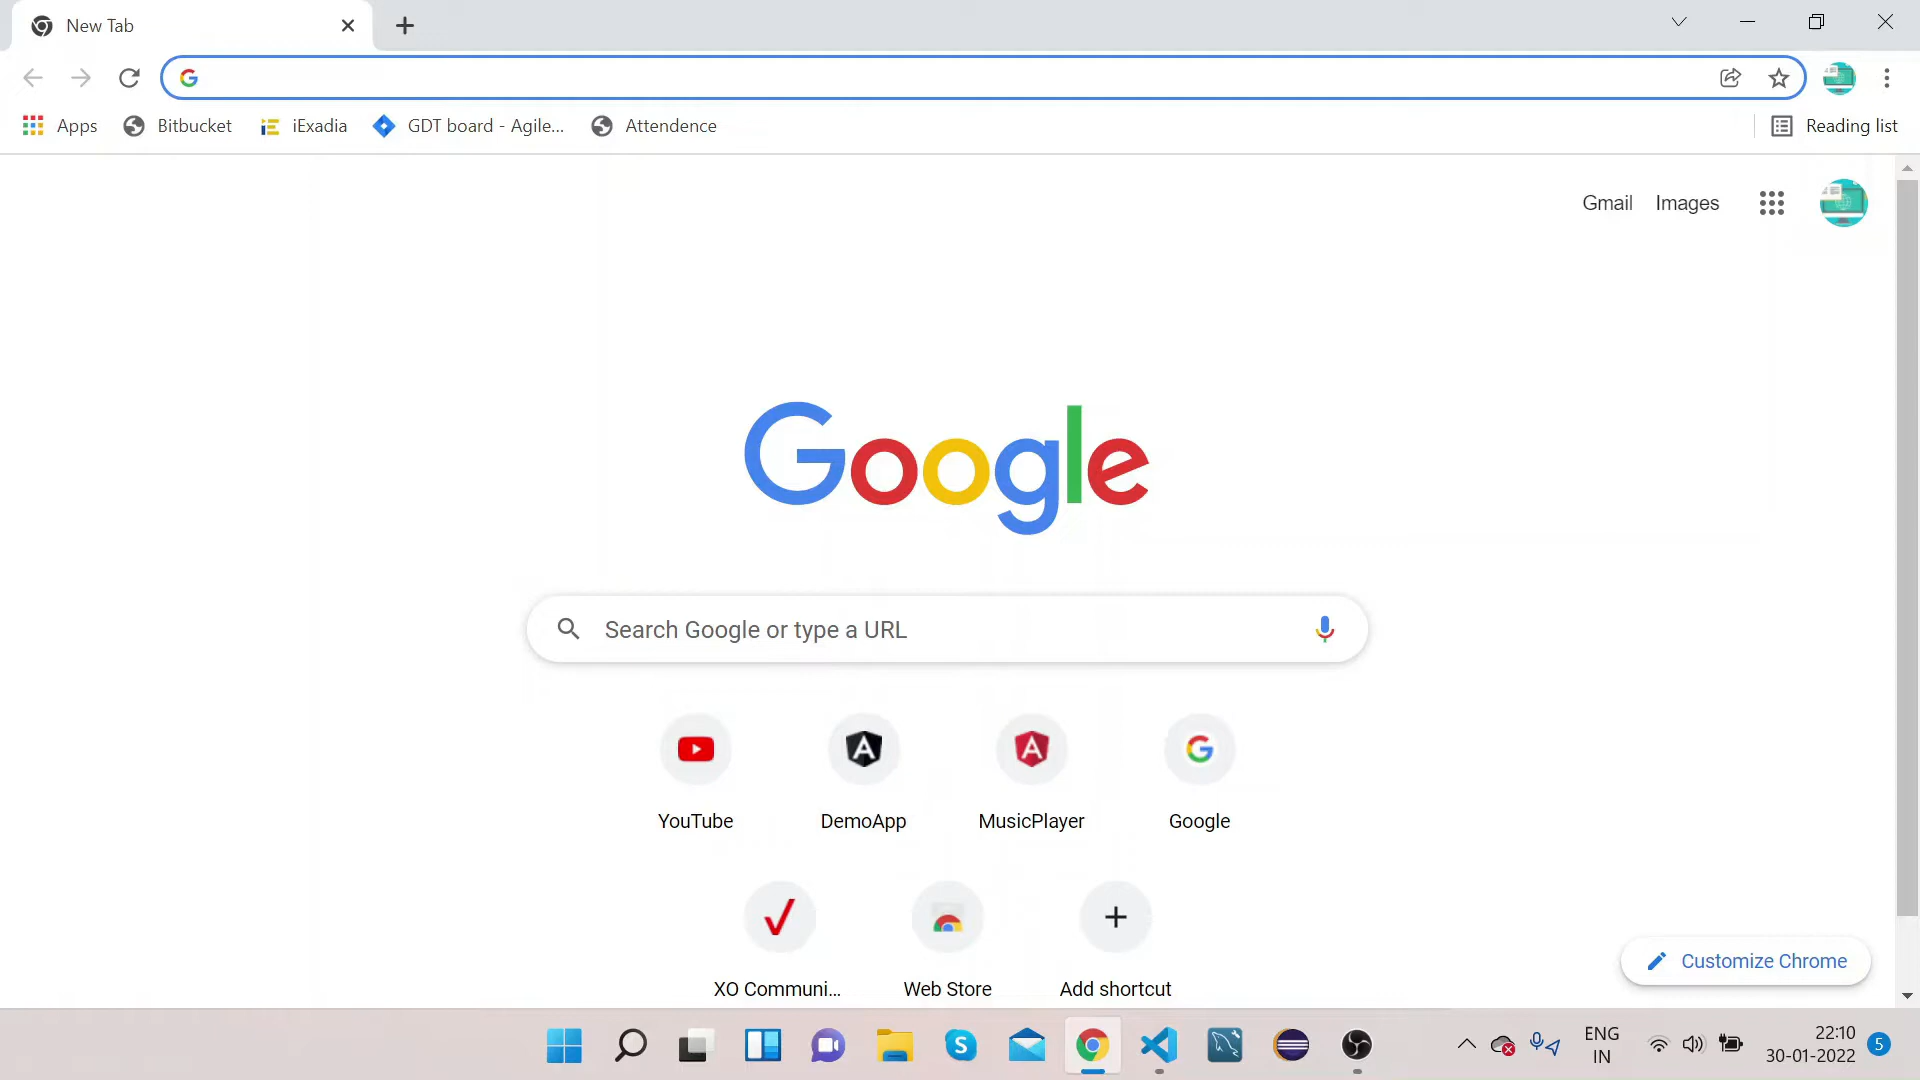 New Tab
Apps
Bitbucket
iExadia
GDT board - Agile...
Attendence
Reading list
Gmail
Images
Google
Search Google or type a URL
YouTube
DemoApp
MusicPlayer
Google
XO Communi...
Web Store
Add shortcut
Customize Chrome
ENG
IN
22:10
30-01-2022
5